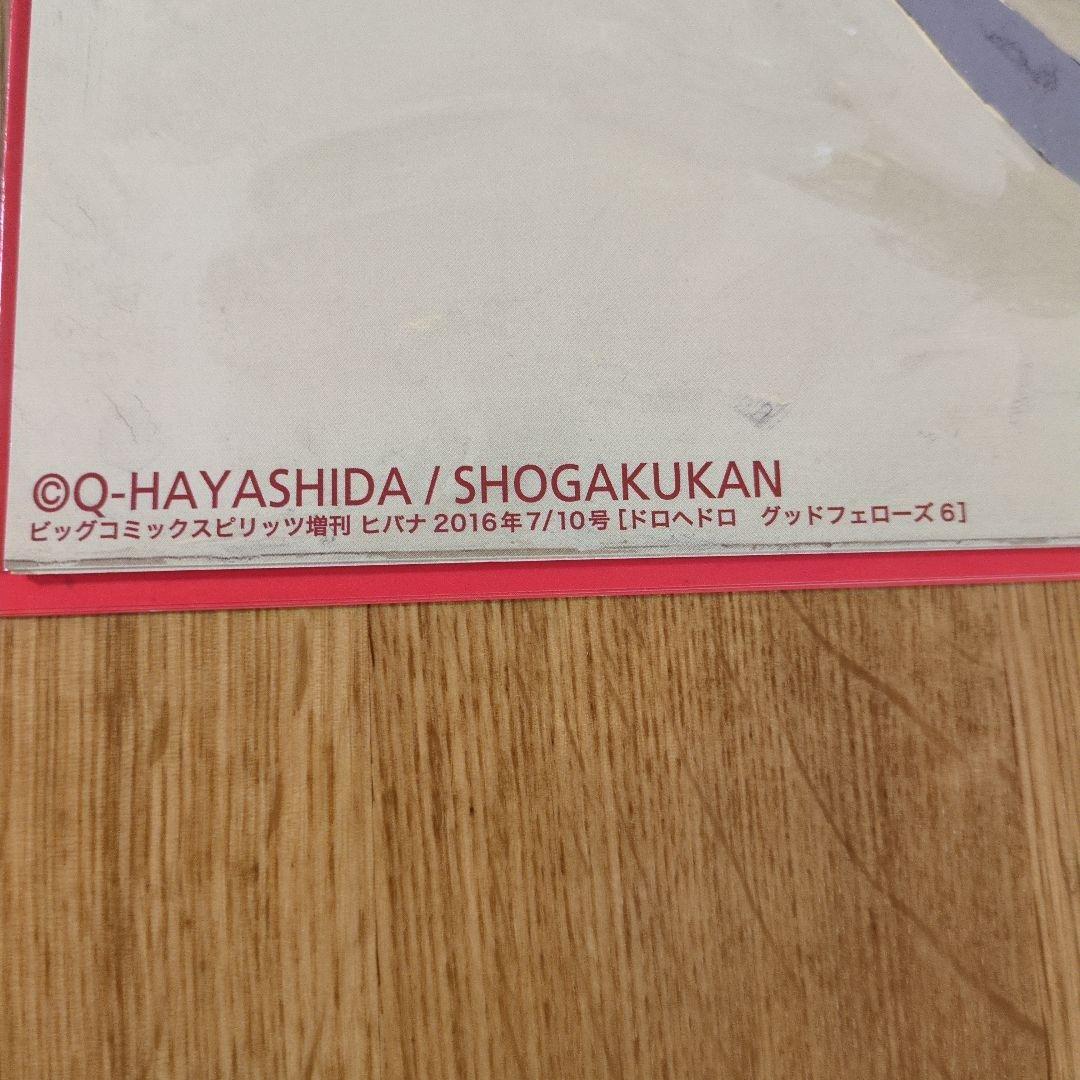 ©Q-HAYASHIDA / SHOGAKUKAN
ビッグコミックスピリッツ増刊 ヒバナ 2016年7/10号 [ドロヘドロ　グッドフェローズ6]